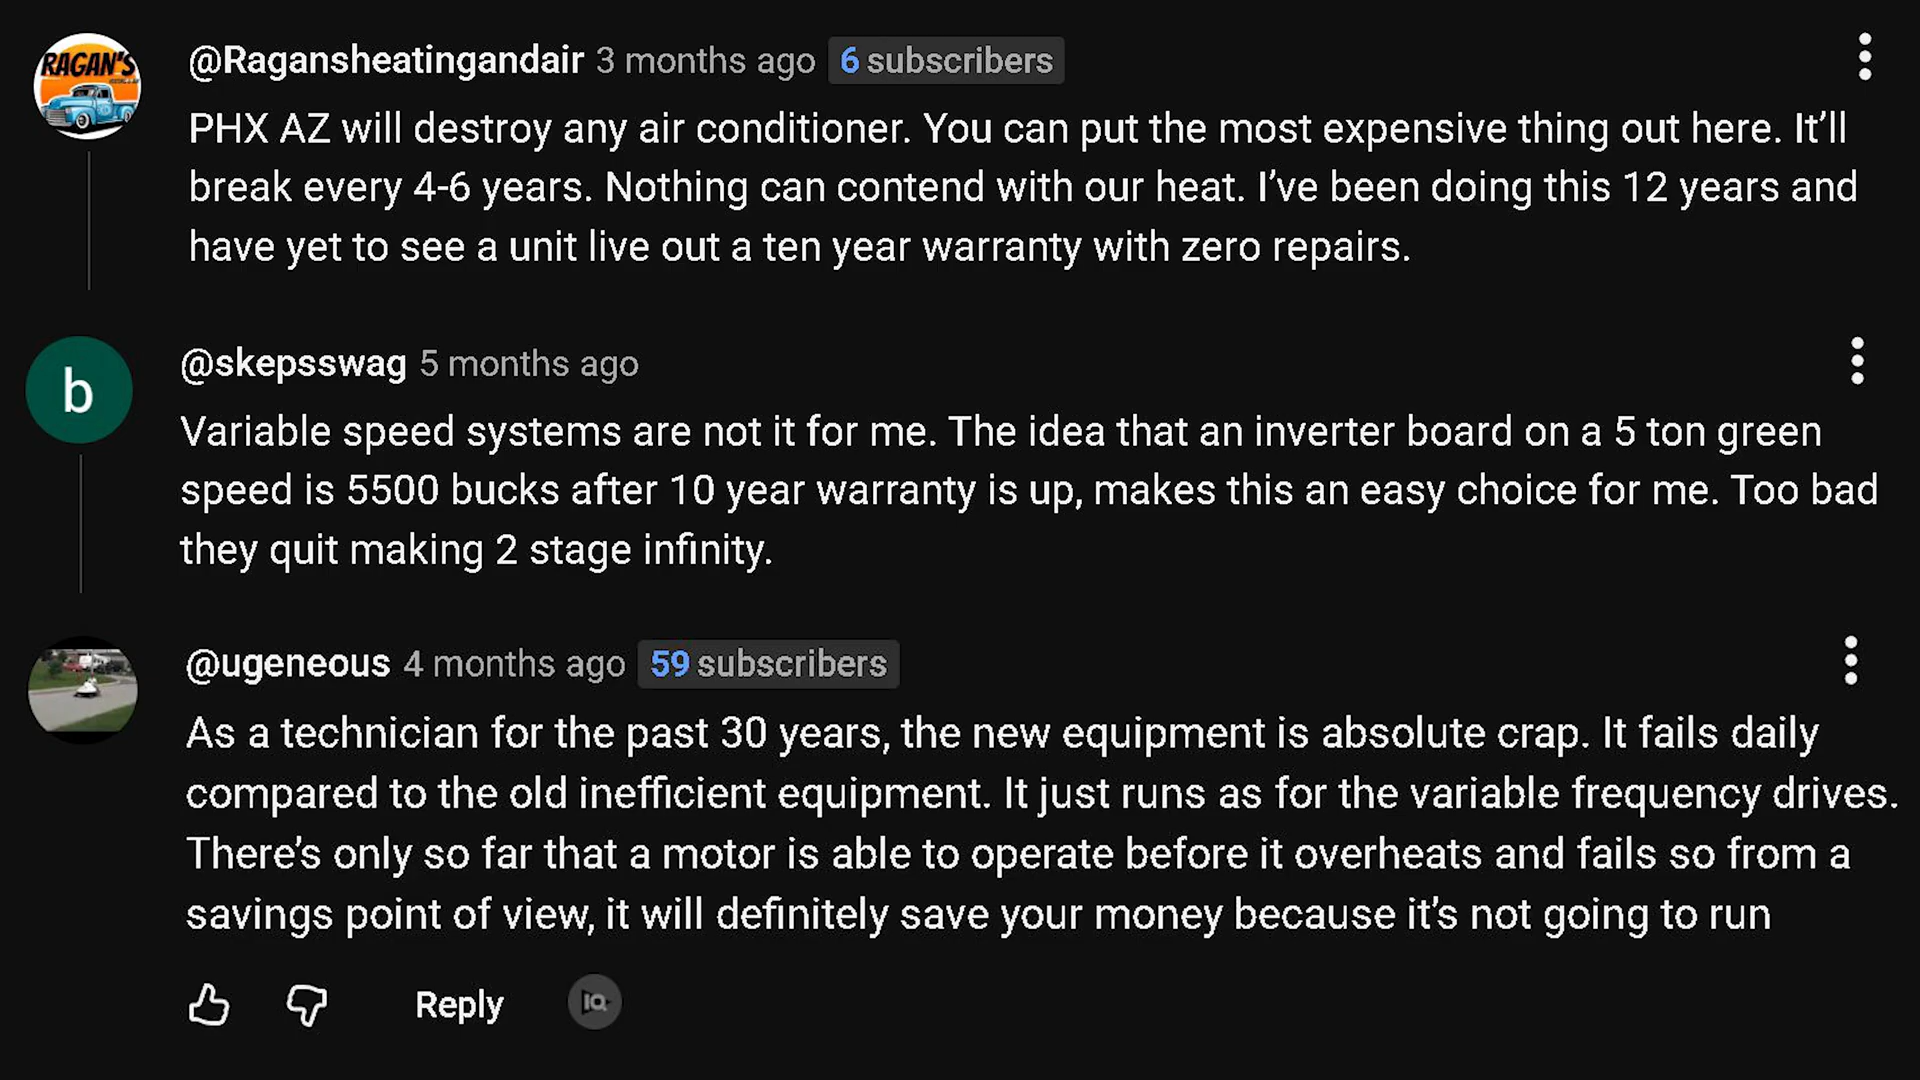 RAGAN'S
@Ragansheatingandair 3 months ago 6 subscribers
PHX AZ will destroy any air conditioner. You can put the most expensive thing out here. It’ll
break every 4-6 years. Nothing can contend with our heat. I’ve been doing this 12 years and
have yet to see a unit live out a ten year warranty with zero repairs.
b
@skepsswag 5 months ago
Variable speed systems are not it for me. The idea that an inverter board on a 5 ton green
speed is 5500 bucks after 10 year warranty is up, makes this an easy choice for me. Too bad
they quit making 2 stage infinity.
@ugeneous 4 months ago 59 subscribers
As a technician for the past 30 years, the new equipment is absolute crap. It fails daily
compared to the old inefficient equipment. It just runs as for the variable frequency drives.
There’s only so far that a motor is able to operate before it overheats and fails so from a
savings point of view, it will definitely save your money because it’s not going to run
Reply
IQ